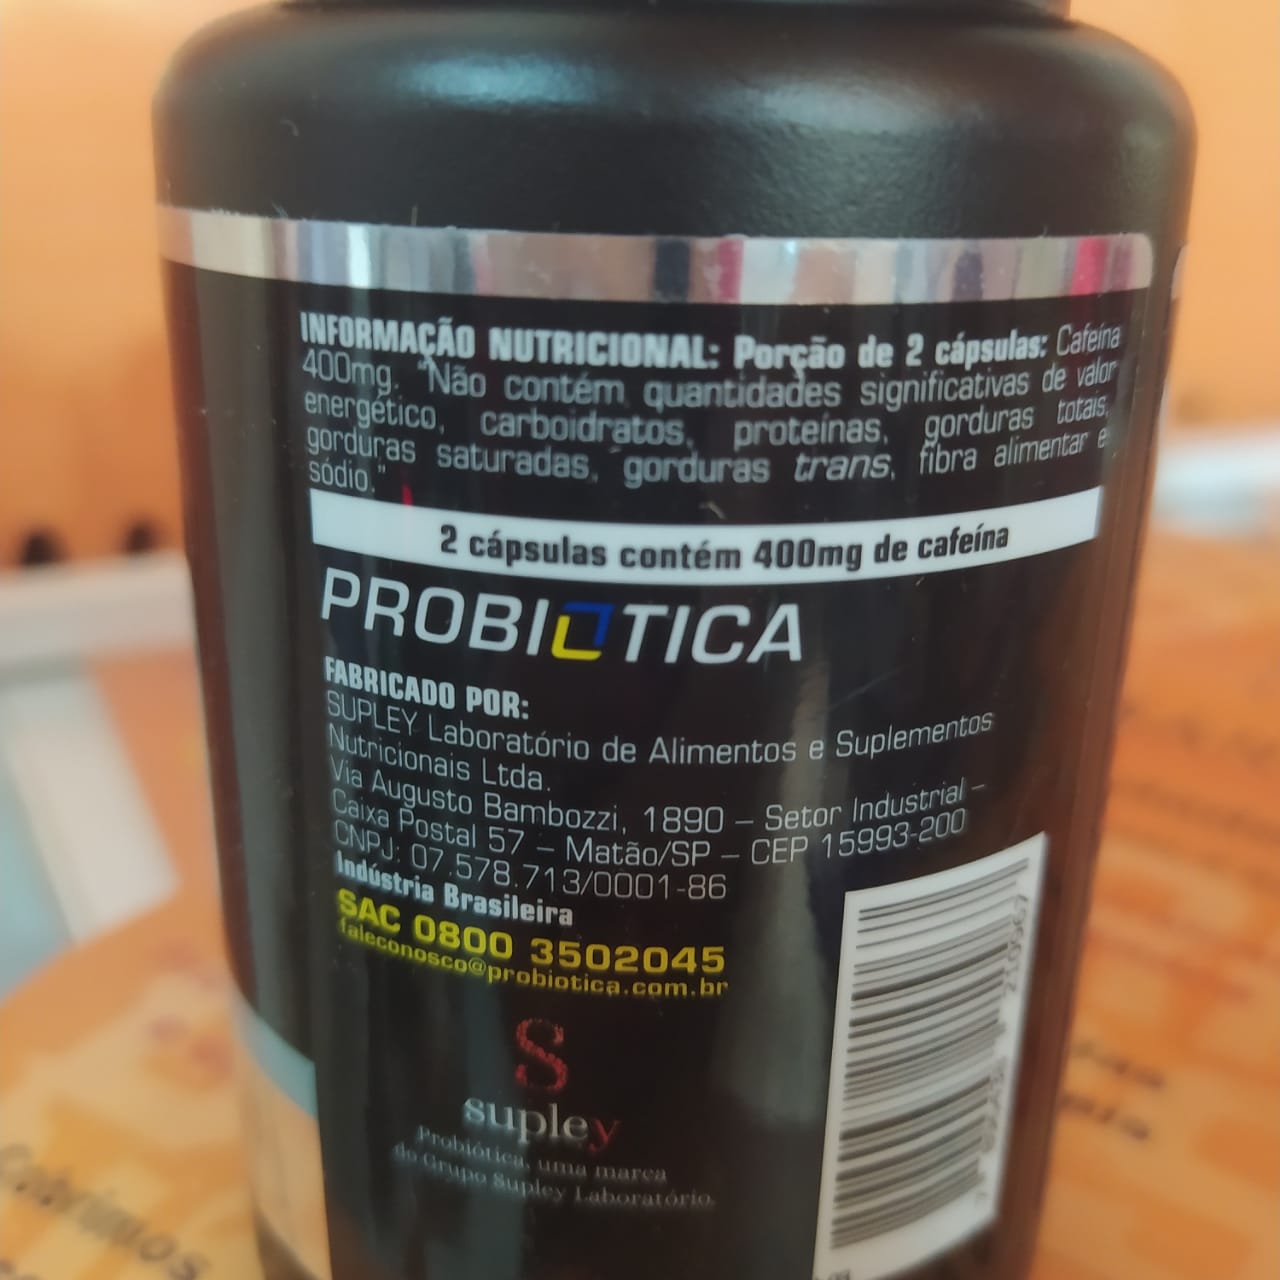 INFORMAÇÃO NUTRICIONAL: Porção de 2 cápsulas: Cafeína
400mg. "Não contém quantidades significativas de valor
energético, carboidratos, proteínas, gorduras totais,
gorduras saturadas, gorduras trans, fibra alimentar e
sódio."
2 cápsulas contém 400mg de cafeína
PROBIOTICA
FABRICADO POR:
SUPLEY Laboratório de Alimentos e Suplementos
Nutricionais Ltda.
Via Augusto Bambozzi, 1890 – Setor Industrial –
Caixa Postal 57 – Matão/SP – CEP 15993-200
CNPJ: 07.578.713/0001-86
Indústria Brasileira
SAC 0800 3502045
faleconosco@probiotica.com.br
S
supley
Probiótica, uma marca
do Grupo Supley Laboratório.
Cobrimos